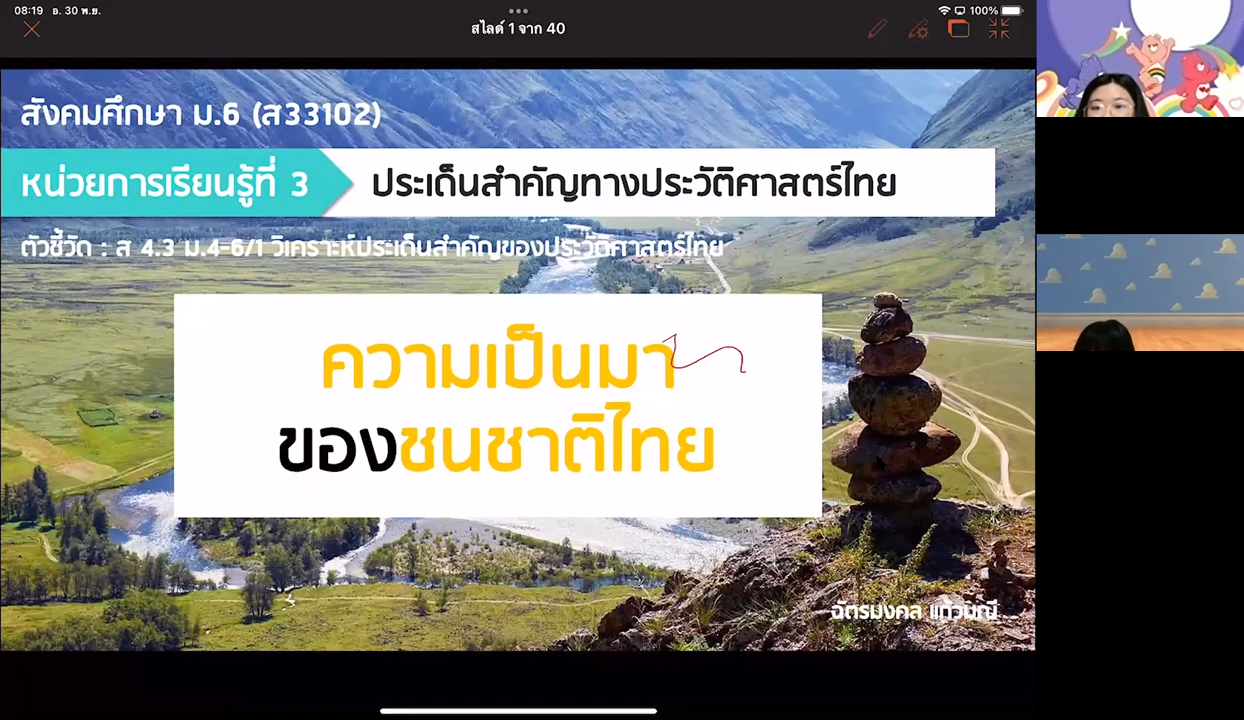 08:19 อ. 30 พ.ย.
100%
สไลด์ 1 จาก 40
สังคมศึกษา ม.6 (ส33102)
หน่วยการเรียนรู้ที่ 3
ประเด็นสำคัญทางประวัติศาสตร์ไทย
ตัวชี้วัด : ส 4.3 ม.4-6/1 วิเคราะห์ประเด็นสำคัญของประวัติศาสตร์ไทย
ความเป็นมา
ของชนชาติไทย
ฉัตรมงคล แก้วมณี